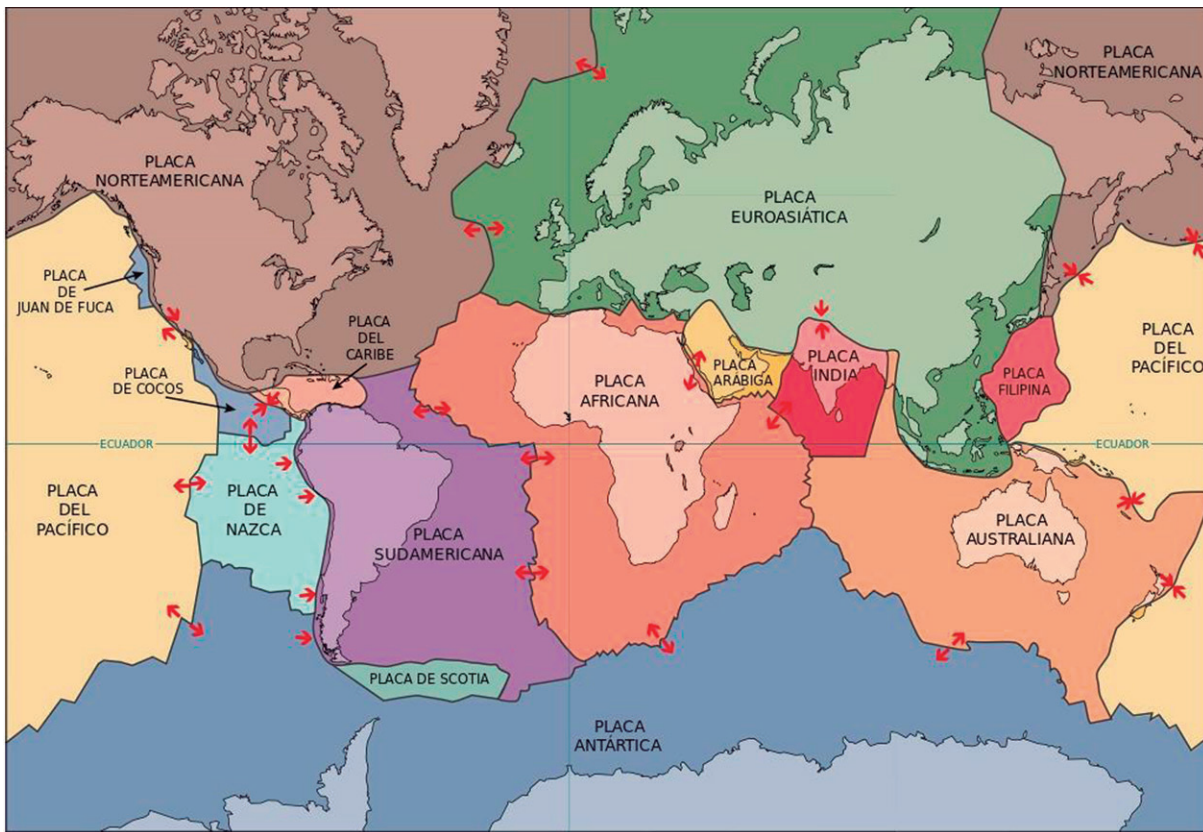 PLACA
NORTEAMERICANA
PLACA
NORTEAMERICANA
PLACA
EUROASIÁTICA
PLACA
DE
JUAN DE FUCA
PLACA
DEL
CARIBE
PLACA
DE COCOS
PLACA
ARÁBIGA
PLACA
INDIA
PLACA
FILIPINA
PLACA
DEL
PACÍFICO
PLACA
AFRICANA
ECUADOR
ECUADOR
PLACA
DEL
PACÍFICO
PLACA
DE
NAZCA
PLACA
SUDAMERICANA
PLACA
AUSTRALIANA
PLACA DE SCOTIA
PLACA
ANTÁRTICA